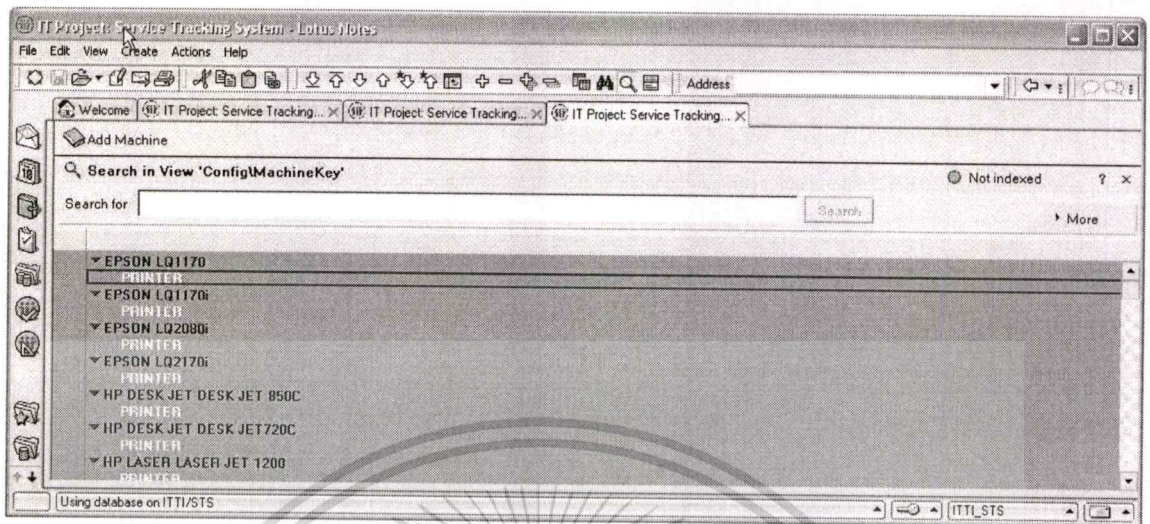 IT Project: Service Tracking System - Lotus Notes
File Edit View Create Actions Help
Address
Welcome IT Project: Service Tracking... IT Project: Service Tracking... IT Project: Service Tracking...
Add Machine
Search in View 'Config\MachineKey' Not indexed ? ×
Search for Search More
EPSON LQ1170
PRINTER
EPSON LQ1170i
PRINTER
EPSON LQ2080i
PRINTER
EPSON LQ2170i
PRINTER
HP DESK JET DESK JET 850C
PRINTER
HP DESK JET DESK JET720C
PRINTER
HP LASER LASER JET 1200
PRINTER
Using database on ITTI/STS ITTI_STS